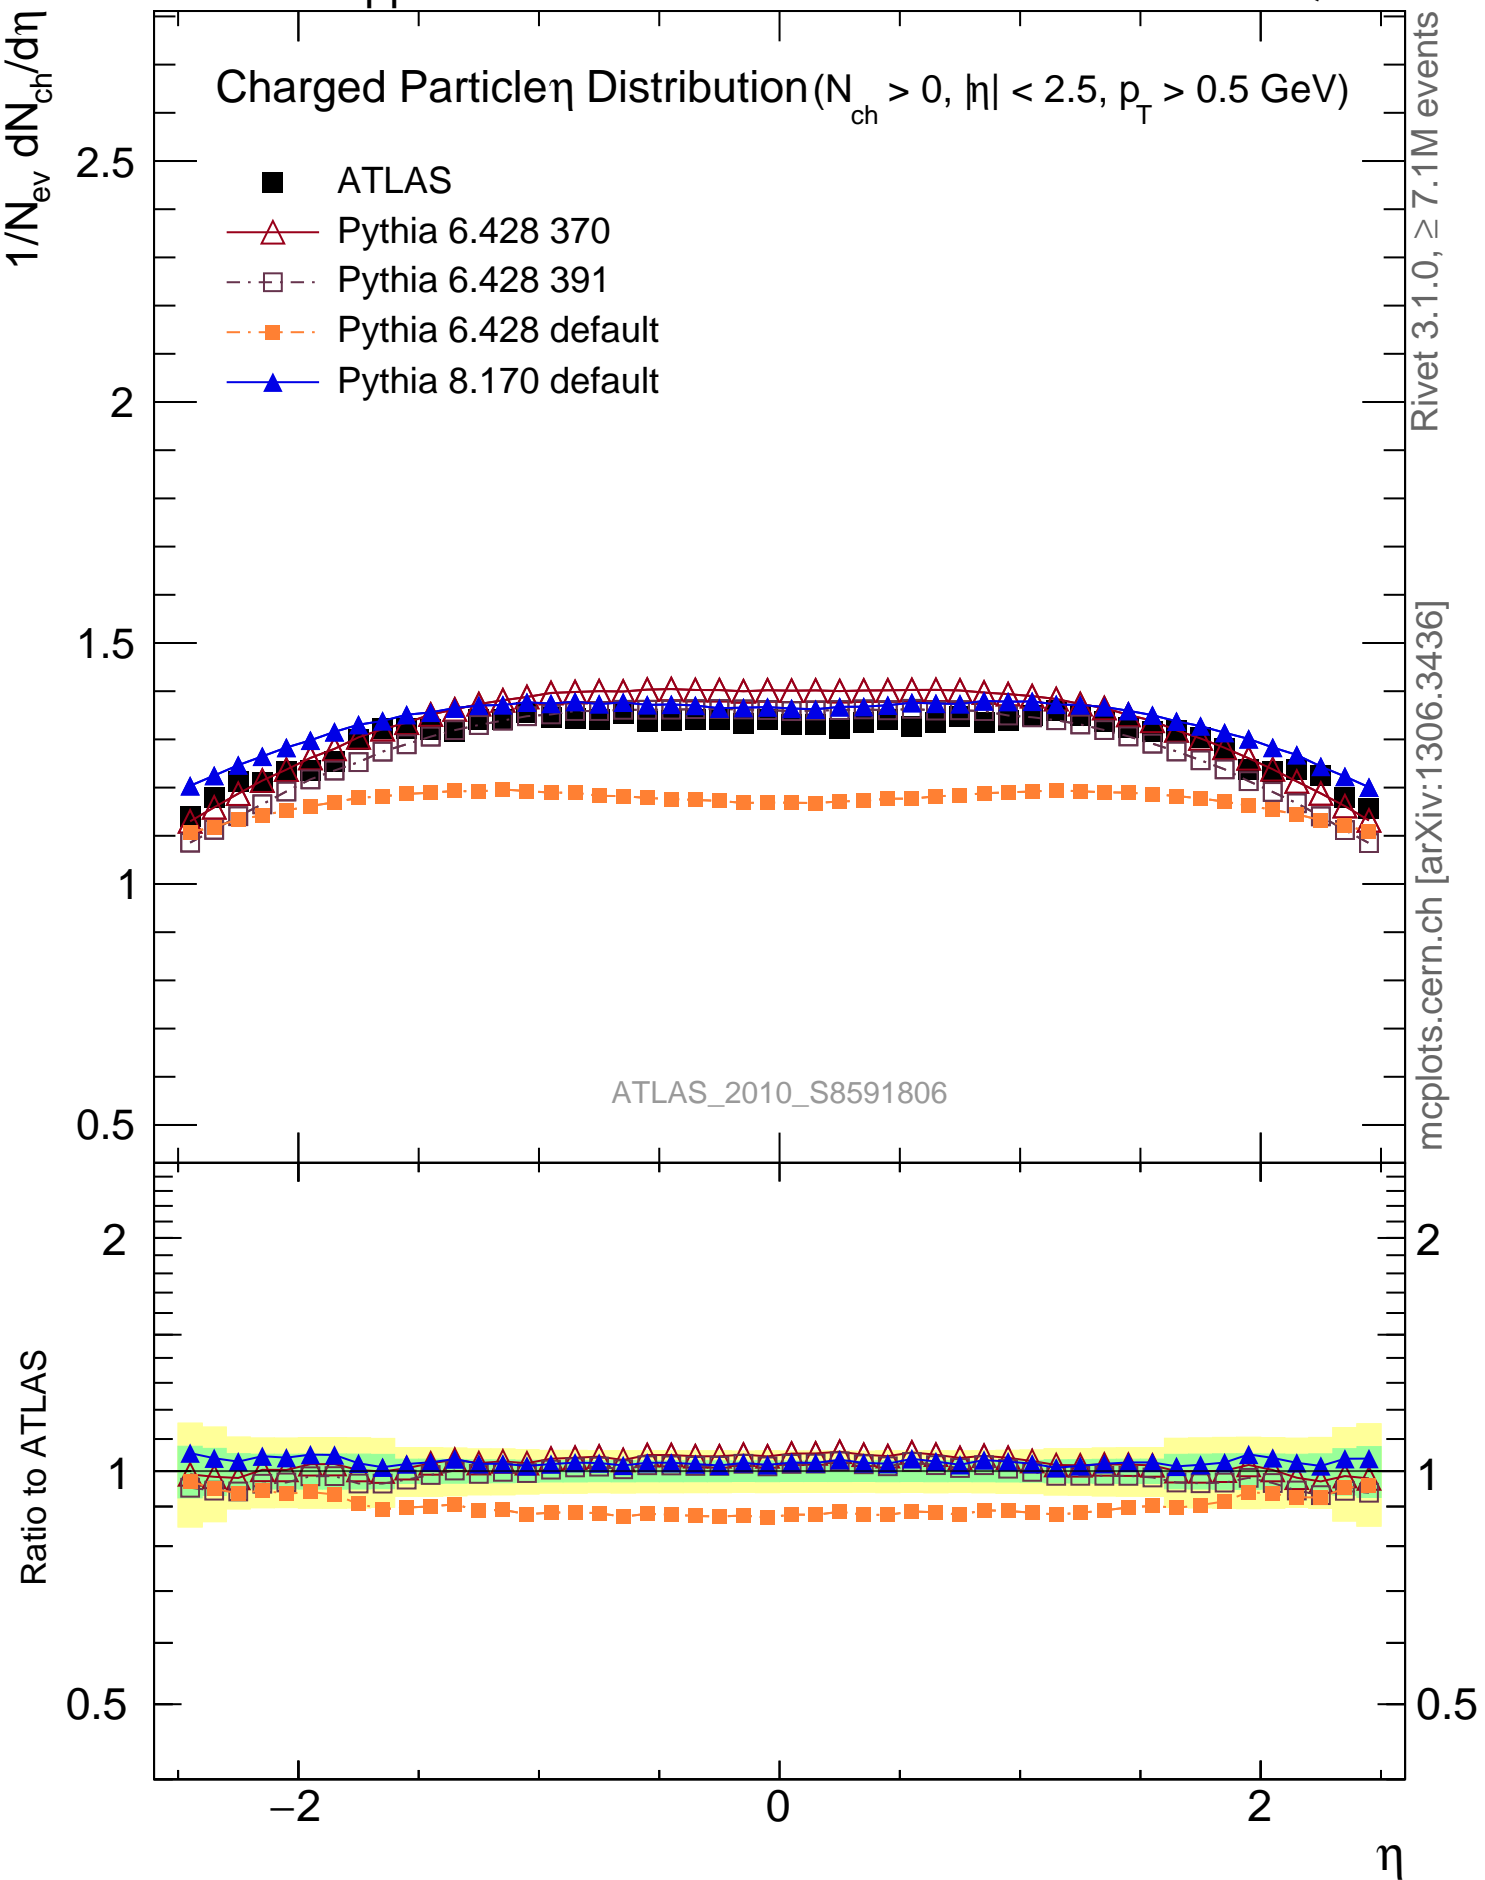 1/N_ev dN_ch/dη
Charged Particle η Distribution (N_ch > 0, |η| < 2.5, p_T > 0.5 GeV)
ATLAS
Pythia 6.428 370
Pythia 6.428 391
Pythia 6.428 default
Pythia 8.170 default
2.5
2
1.5
1
0.5
ATLAS_2010_S8591806
Rivet 3.1.0, ≥ 7.1M events
mcplots.cern.ch [arXiv:1306.3436]
Ratio to ATLAS
2
1
0.5
2
1
0.5
−2
0
2
η